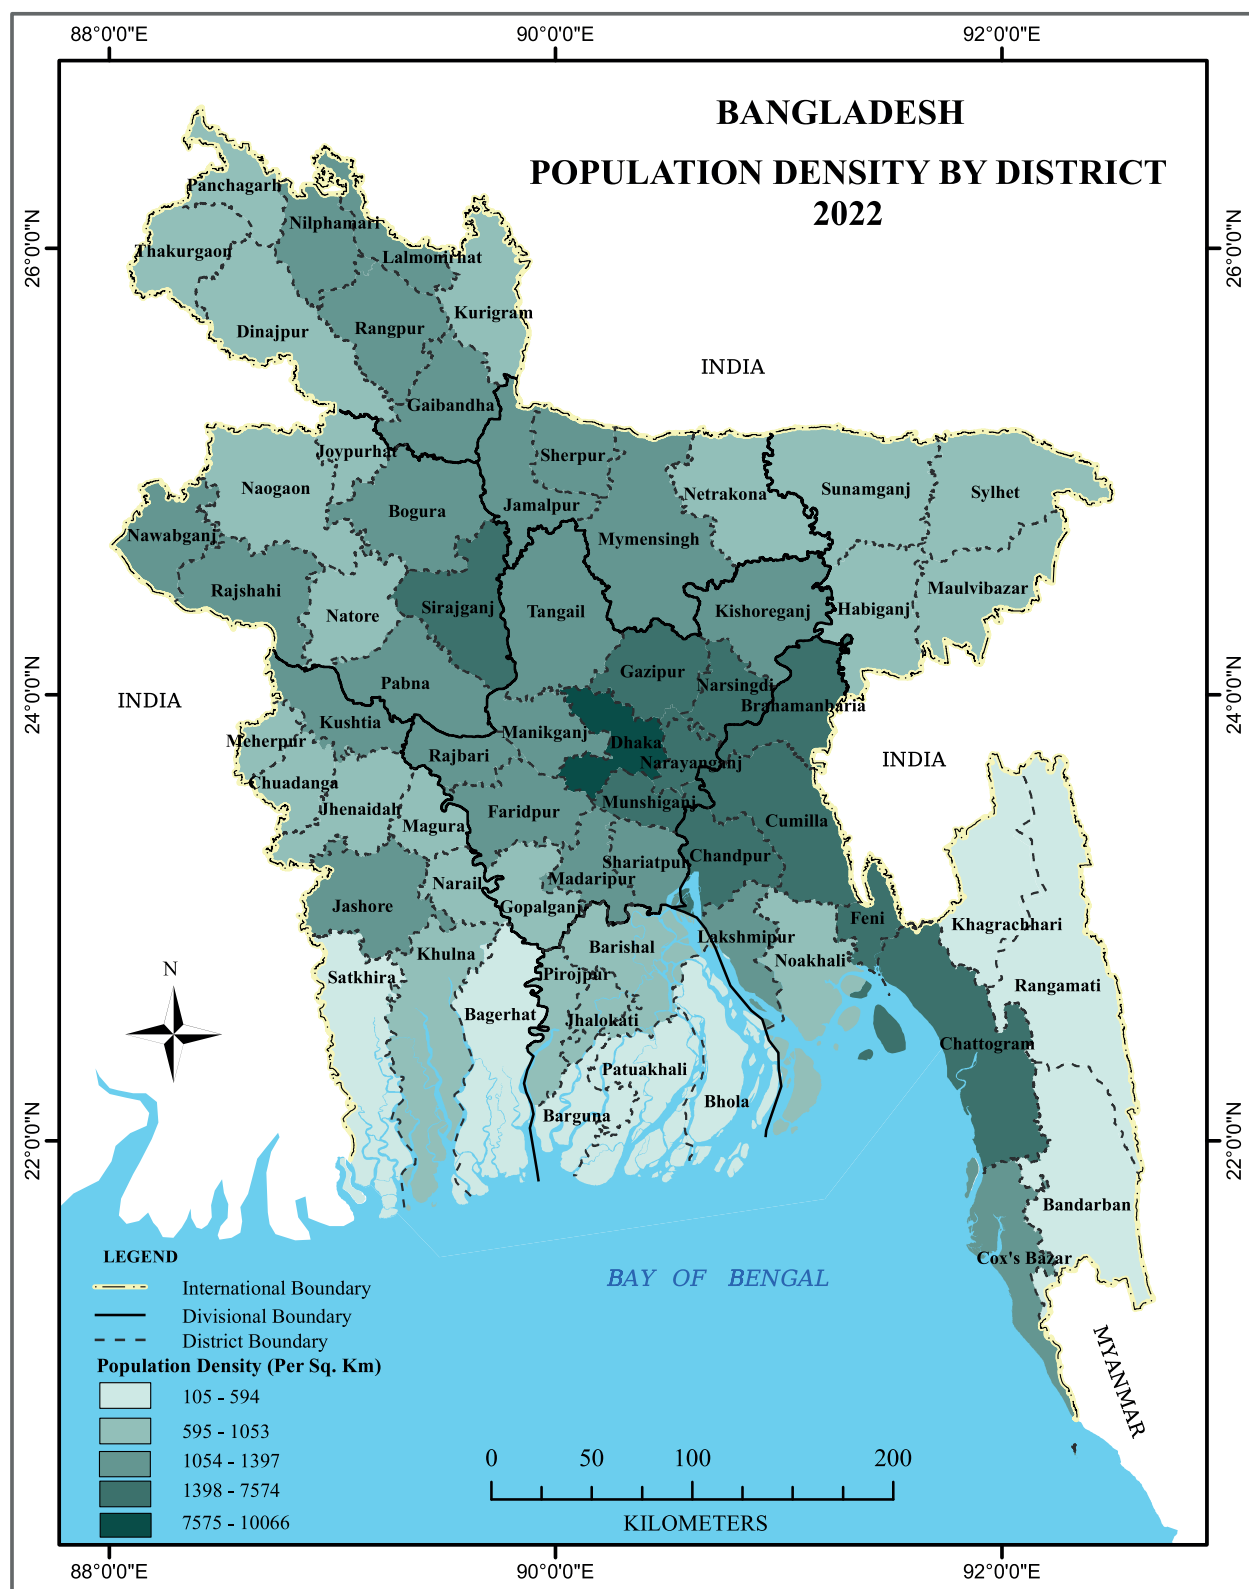 88°0'0"E
90°0'0"E
92°0'0"E
BANGLADESH
POPULATION DENSITY BY DISTRICT
2022
26°0'0"N
26°0'0"N
24°0'0"N
24°0'0"N
22°0'0"N
22°0'0"N
Panchagarh
Nilphamari
Thakurgaon
Lalmonirhat
Kurigram
Dinajpur
Rangpur
INDIA
Gaibandha
Joypurhat
Sherpur
Naogaon
Netrakona
Sunamganj
Sylhet
Jamalpur
Bogura
Nawabganj
Mymensingh
Rajshahi
Maulvibazar
Sirajganj
Tangail
Kishoreganj
Habiganj
Natore
Gazipur
Pabna
Narsingdi
INDIA
Brahamanbaria
Kushtia
Manikganj
Meherpur
Dhaka
Rajbari
Narayanganj
INDIA
Chuadanga
Jhenaidah
Munshiganj
Faridpur
Magura
Cumilla
Chandpur
Shariatpur
Madaripur
Narail
Jashore
Gopalganj
Feni
Khagrachhari
Lakshmipur
Barishal
Khulna
Noakhali
Pirojpur
Satkhira
Rangamati
Bagerhat
Jhalokati
Chattogram
Patuakhali
Bhola
Barguna
Bandarban
Cox's Bazar
N
BAY OF BENGAL
MYANMAR
LEGEND
International Boundary
Divisional Boundary
District Boundary
Population Density (Per Sq. Km)
105 - 594
595 - 1053
1054 - 1397
1398 - 7574
7575 - 10066
0 50 100 200
KILOMETERS
88°0'0"E
90°0'0"E
92°0'0"E